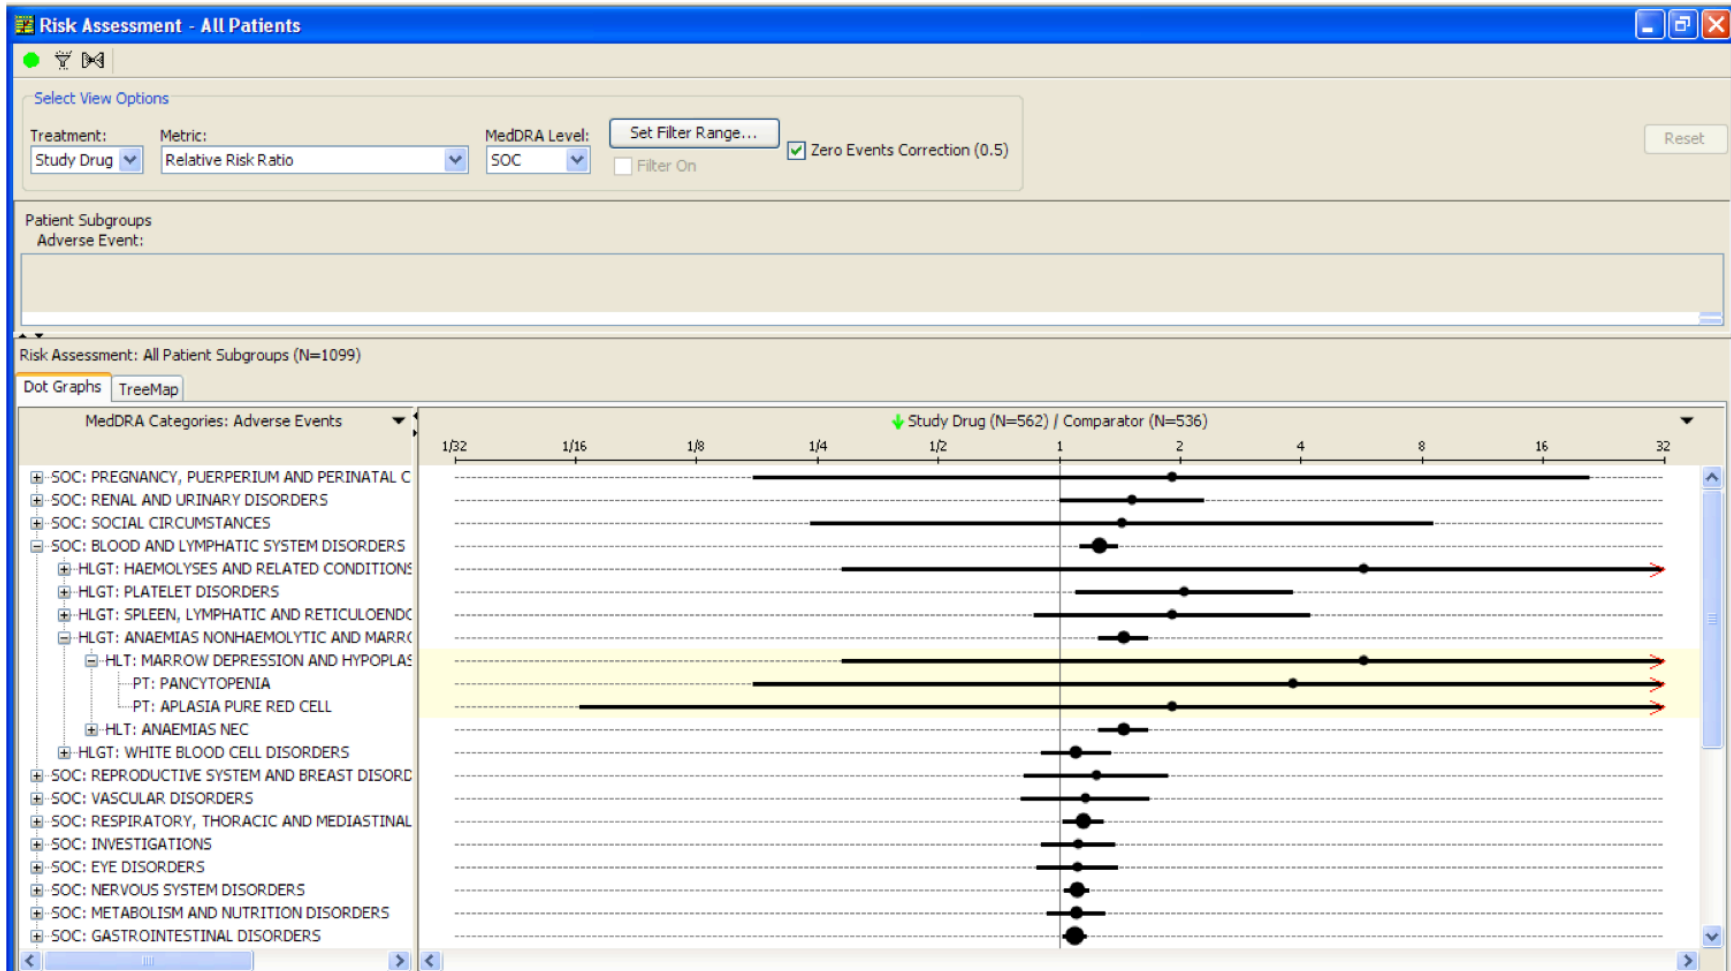 Risk Assessment - All Patients
Select View Options
Treatment: Metric: MedDRA Level: Set Filter Range...
Study Drug Relative Risk Ratio SOC Filter On Zero Events Correction (0.5) Reset
Patient Subgroups
Adverse Event:
Risk Assessment: All Patient Subgroups (N=1099)
Dot Graphs TreeMap
MedDRA Categories: Adverse Events Study Drug (N=562) / Comparator (N=536)
1/32 1/16 1/8 1/4 1/2 1 2 4 8 16 32
SOC: PREGNANCY, PUERPERIUM AND PERINATAL C
SOC: RENAL AND URINARY DISORDERS
SOC: SOCIAL CIRCUMSTANCES
SOC: BLOOD AND LYMPHATIC SYSTEM DISORDERS
HLGT: HAEMOLYSES AND RELATED CONDITIONS
HLGT: PLATELET DISORDERS
HLGT: SPLEEN, LYMPHATIC AND RETICULOENDO
HLGT: ANAEMIAS NONHAEMOLYTIC AND MARRO
HLT: MARROW DEPRESSION AND HYPOPLAS
PT: PANCYTOPENIA
PT: APLASIA PURE RED CELL
HLT: ANAEMIAS NEC
HLGT: WHITE BLOOD CELL DISORDERS
SOC: REPRODUCTIVE SYSTEM AND BREAST DISORD
SOC: VASCULAR DISORDERS
SOC: RESPIRATORY, THORACIC AND MEDIASTINAL
SOC: INVESTIGATIONS
SOC: EYE DISORDERS
SOC: NERVOUS SYSTEM DISORDERS
SOC: METABOLISM AND NUTRITION DISORDERS
SOC: GASTROINTESTINAL DISORDERS